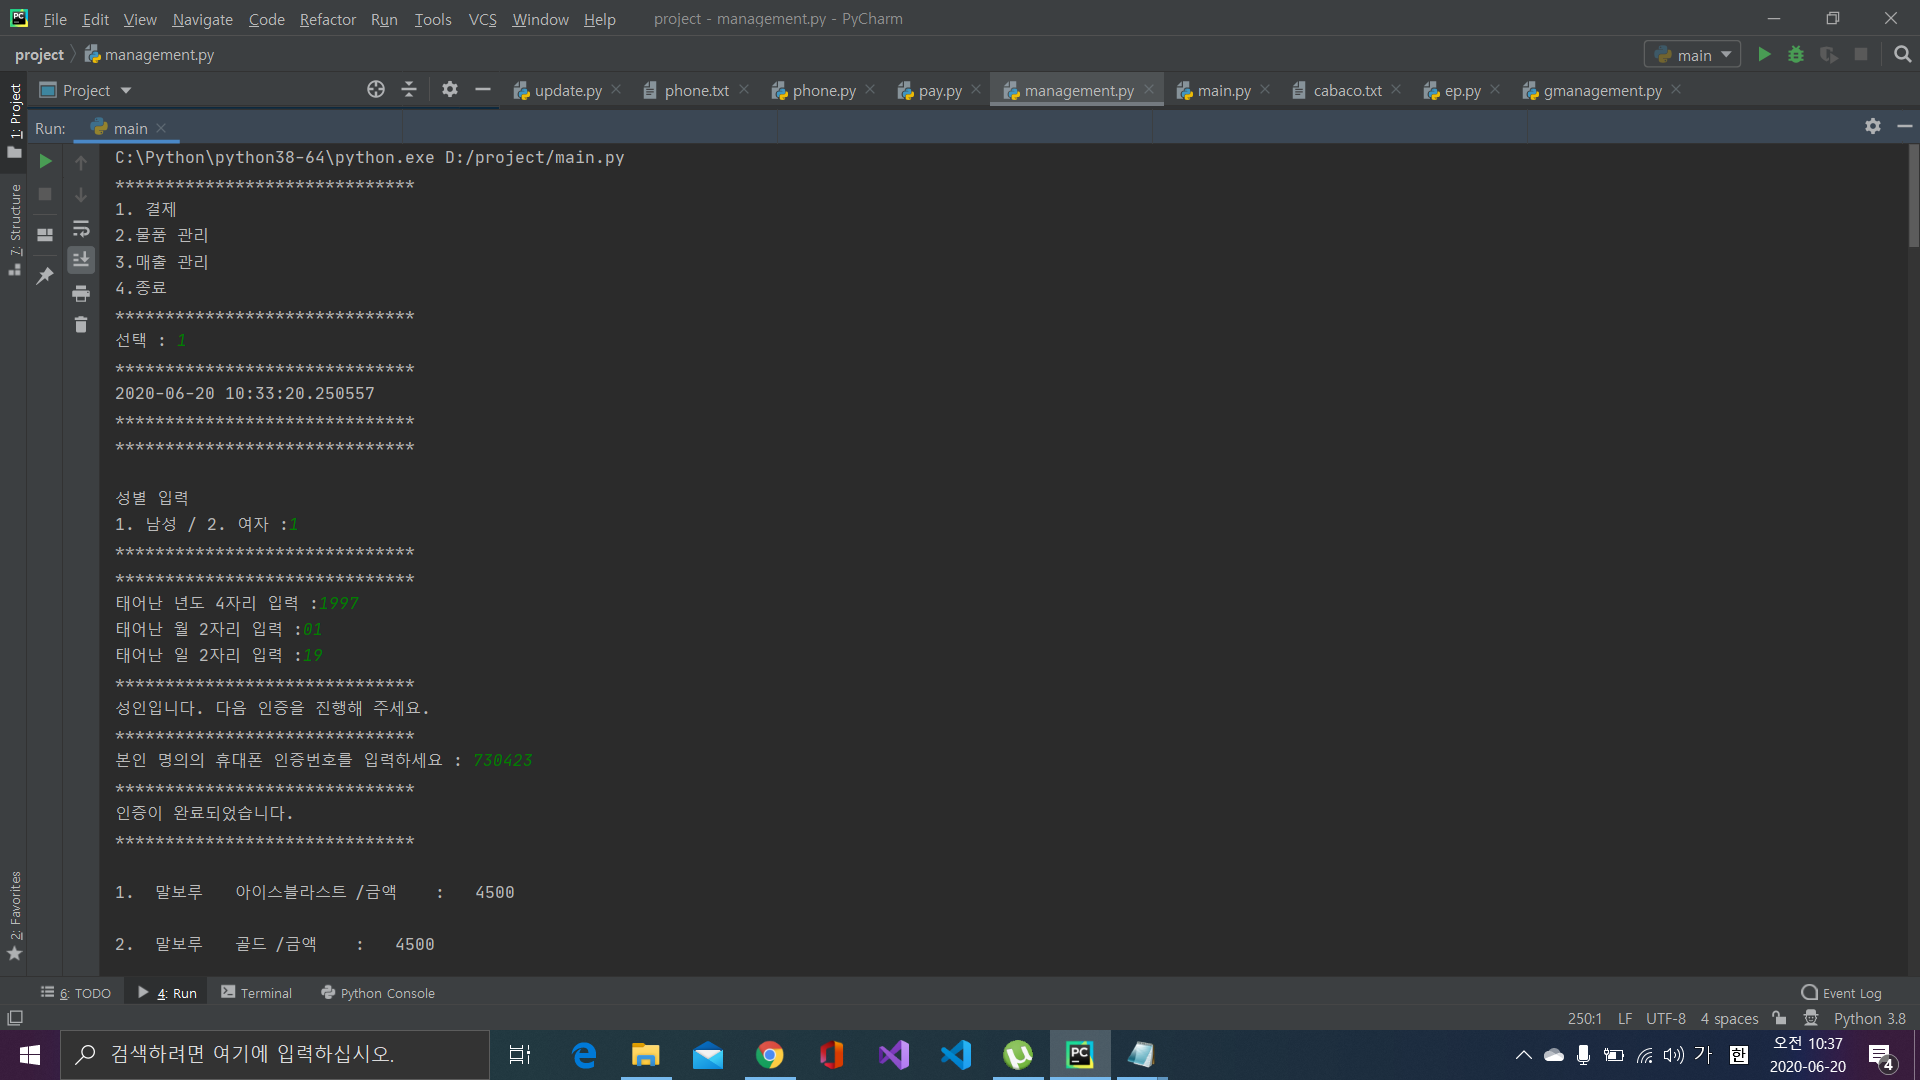 File Edit View Navigate Code Refactor Run Tools VCS Window Help project - management.py - PyCharm
project management.py main
1: Project Project update.py phone.txt phone.py pay.py management.py main.py cabaco.txt ep.py gmanagement.py
Run: main
C:\Python\python38-64\python.exe D:/project/main.py
******************************
1. 결제
2.물품 관리
3.매출 관리
4.종료
******************************
선택 : 1
******************************
2020-06-20 10:33:20.250557
******************************
******************************
성별 입력
1. 남성 / 2. 여자 :1
******************************
******************************
태어난 년도 4자리 입력 :1997
태어난 월 2자리 입력 :01
태어난 일 2자리 입력 :19
******************************
성인입니다. 다음 인증을 진행해 주세요.
******************************
본인 명의의 휴대폰 인증번호를 입력하세요 : 730423
******************************
인증이 완료되었습니다.
******************************
1. 말보루 아이스블라스트 /금액 : 4500
2. 말보루 골드 /금액 : 4500
7: Structure
2: Favorites
6: TODO 4: Run Terminal Python Console Event Log
250:1 LF UTF-8 4 spaces Python 3.8
검색하려면 여기에 입력하십시오.
PC
가 한 오전 10:37
2020-06-20
4